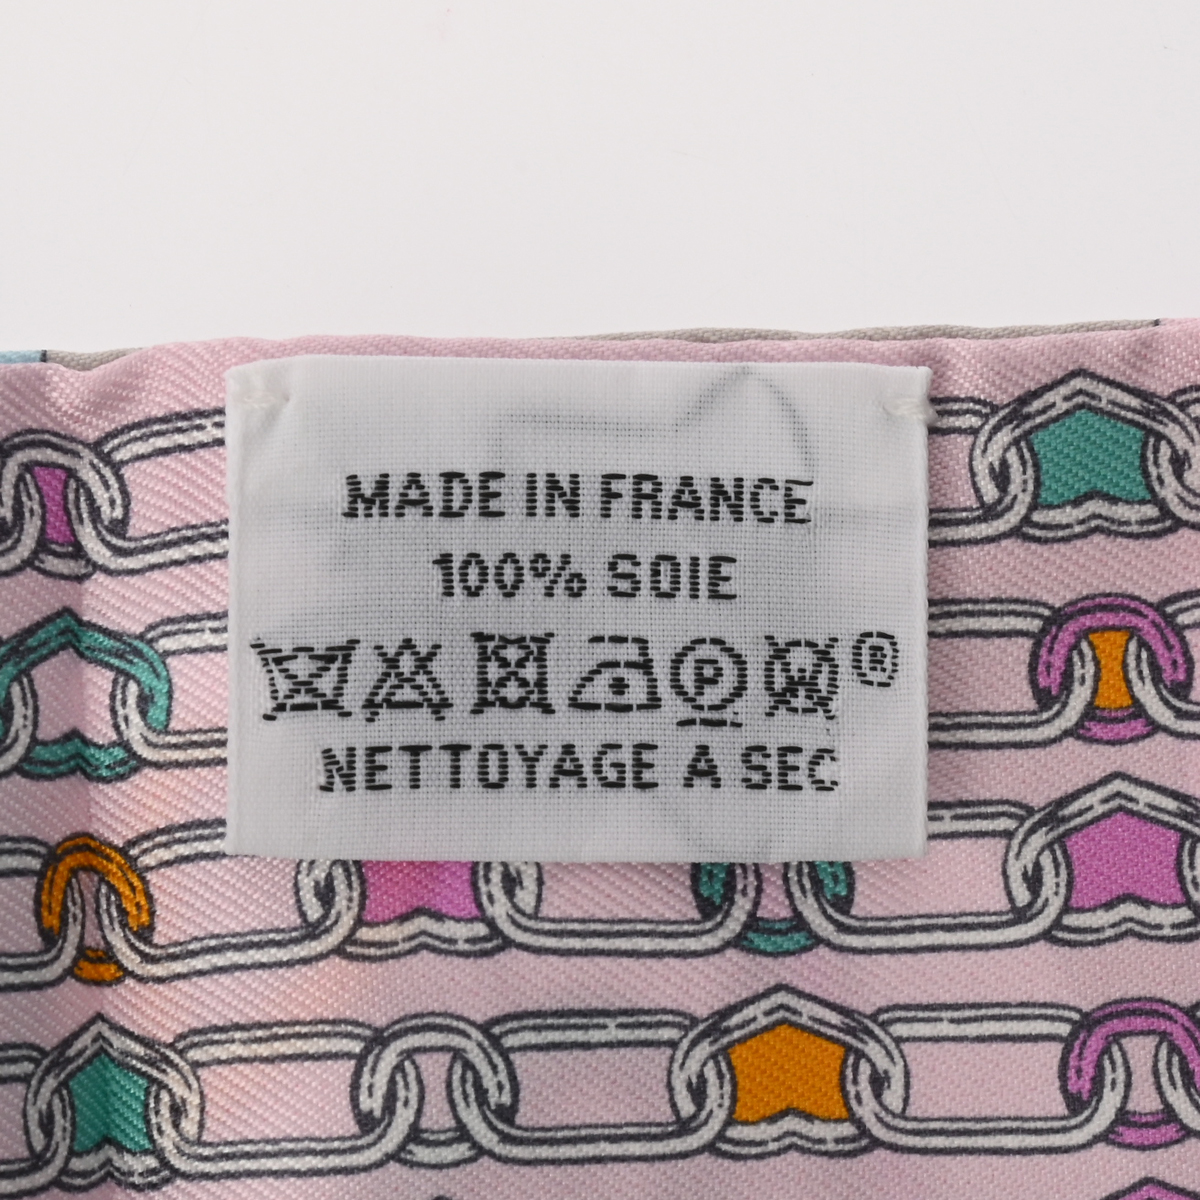 MADE IN FRANCE
100% SOIE
P ®
NETTOYAGE A SEC